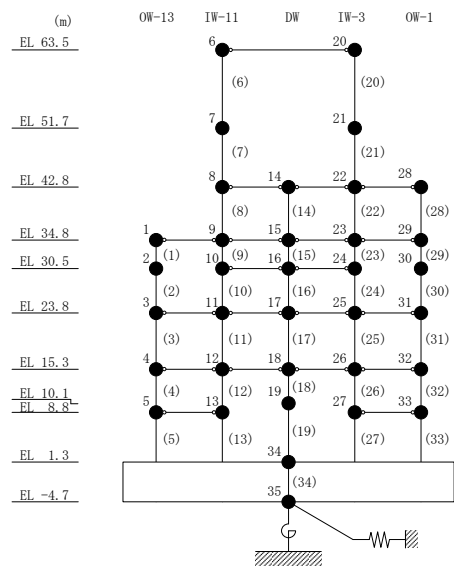 (m) OW-13 IW-11 DW IW-3 OW-1
EL 63.5 6 20
(6) (20)
EL 51.7 7 21
(7) (21)
EL 42.8 8 14 22 28
(8) (14) (22) (28)
EL 34.8 1 9 15 23 29
(1) (9) (15) (23) (29)
EL 30.5 2 10 16 24 30
(2) (10) (16) (24) (30)
EL 23.8 3 11 17 25 31
(3) (11) (17) (25) (31)
EL 15.3 4 12 18 26 32
(4) (12) (18) (26) (32)
EL 10.1 19
EL 8.8 5 13 27 33
(5) (13) (19) (27) (33)
EL 1.3 34
(34)
EL -4.7 35